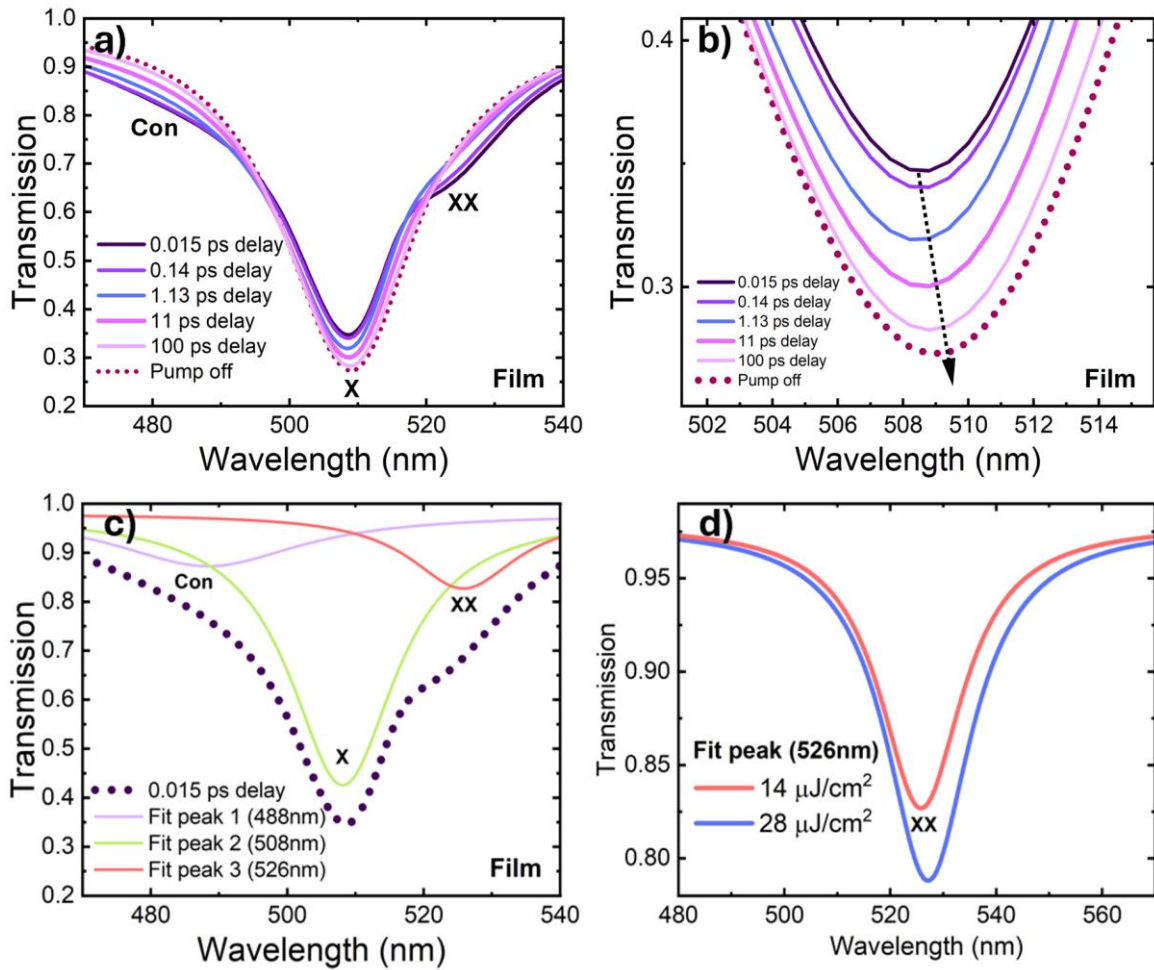 a)
1.0
0.9
0.8
0.7
0.6
0.5
0.4
0.3
0.2
Transmission
Con
XX
X
0.015 ps delay
0.14 ps delay
1.13 ps delay
11 ps delay
100 ps delay
Pump off
Film
480 500 520 540
Wavelength (nm)
b)
0.4
0.3
Transmission
0.015 ps delay
0.14 ps delay
1.13 ps delay
11 ps delay
100 ps delay
Pump off
Film
502 504 506 508 510 512 514
Wavelength (nm)
c)
1.0
0.9
0.8
0.7
0.6
0.5
0.4
0.3
0.2
Transmission
Con
XX
X
0.015 ps delay
Fit peak 1 (488nm)
Fit peak 2 (508nm)
Fit peak 3 (526nm)
Film
480 500 520 540
Wavelength (nm)
d)
0.95
0.90
0.85
0.80
Transmission
Fit peak (526nm)
14 μJ/cm²
28 μJ/cm²
XX
480 500 520 540 560
Wavelength (nm)